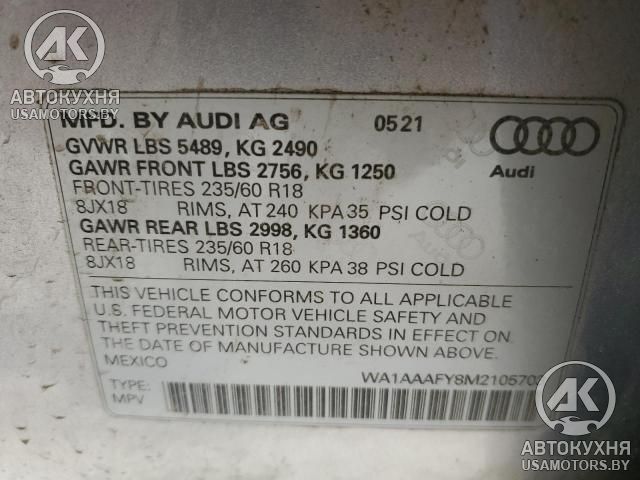 АВТОКУХНЯ
USAMOTORS.BY
АВТОКУХНЯ
USAMOTORS.BY
MFD. BY AUDI AG 0521
GVWR LBS 5489, KG 2490
GAWR FRONT LBS 2756, KG 1250 Audi
FRONT-TIRES 235/60 R18
8JX18 RIMS, AT 240 KPA 35 PSI COLD
GAWR REAR LBS 2998, KG 1360
REAR-TIRES 235/60 R18
8JX18 RIMS, AT 260 KPA 38 PSI COLD
THIS VEHICLE CONFORMS TO ALL APPLICABLE
U.S. FEDERAL MOTOR VEHICLE SAFETY AND
THEFT PREVENTION STANDARDS IN EFFECT ON
THE DATE OF MANUFACTURE SHOWN ABOVE.
MEXICO
TYPE:
MPV
АВТОКУХНЯ
USAMOTORS.BY